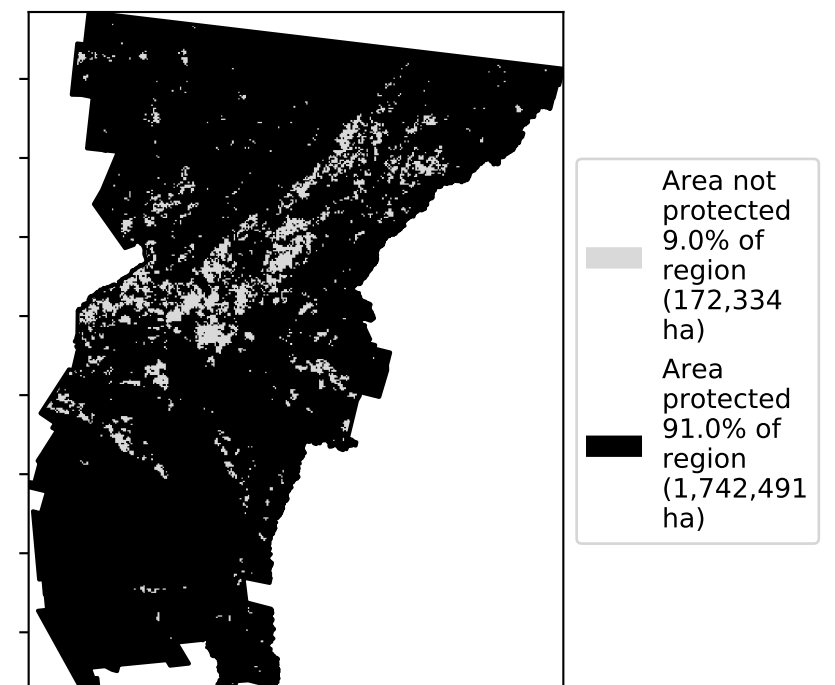 Area not
protected
9.0% of
region
(172,334
ha)
Area
protected
91.0% of
region
(1,742,491
ha)